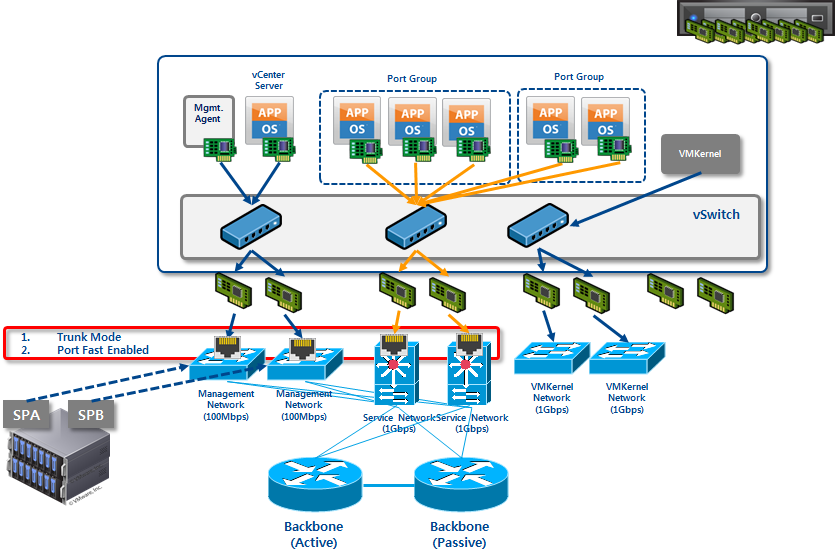 vCenter
Server
Port Group
Port Group
Mgmt.
Agent
APP
OS
APP
OS
APP
OS
APP
OS
APP
OS
APP
OS
VMKernel
vSwitch
1. Trunk Mode
2. Port Fast Enabled
SPA
SPB
Management
Network
(100Mbps)
Management
Network
(100Mbps)
Service Network
(1Gbps)
Service Network
(1Gbps)
VMKernel
Network
(1Gbps)
VMKernel
Network
(1Gbps)
© VMware, Inc.
Backbone
(Active)
Backbone
(Passive)